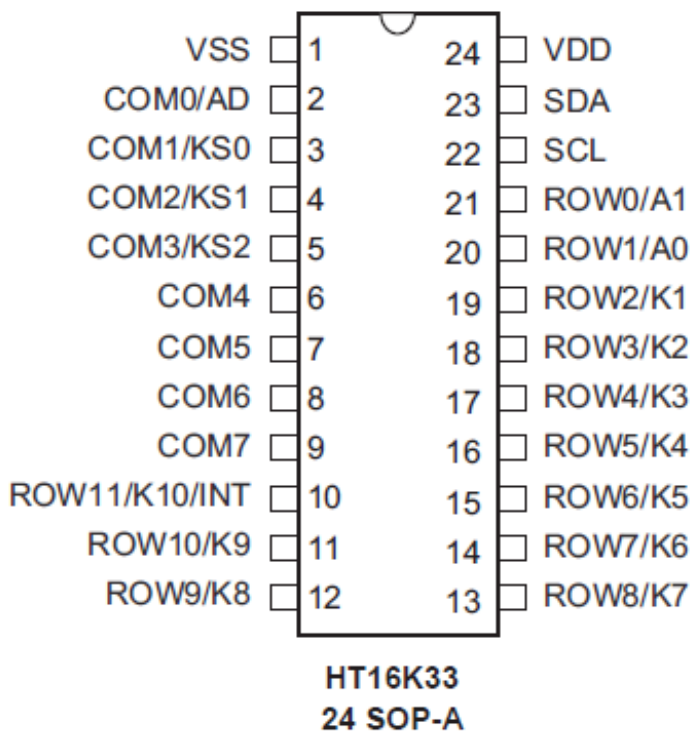 VSS 1 24 VDD
COM0/AD 2 23 SDA
COM1/KS0 3 22 SCL
COM2/KS1 4 21 ROW0/A1
COM3/KS2 5 20 ROW1/A0
COM4 6 19 ROW2/K1
COM5 7 18 ROW3/K2
COM6 8 17 ROW4/K3
COM7 9 16 ROW5/K4
ROW11/K10/INT 10 15 ROW6/K5
ROW10/K9 11 14 ROW7/K6
ROW9/K8 12 13 ROW8/K7
HT16K33
24 SOP-A